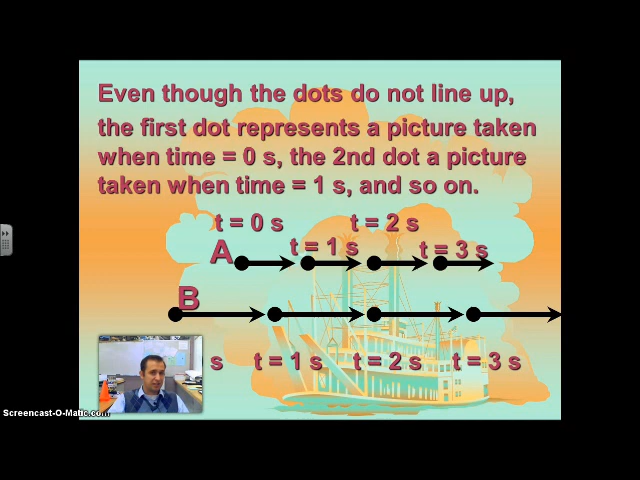 Even though the dots do not line up,
the first dot represents a picture taken
when time = 0 s, the 2nd dot a picture
taken when time = 1 s, and so on.
t = 0 s t = 2 s
A t = 1 s t = 3 s
B
s t = 1 s t = 2 s t = 3 s
Screencast-O-Matic.com